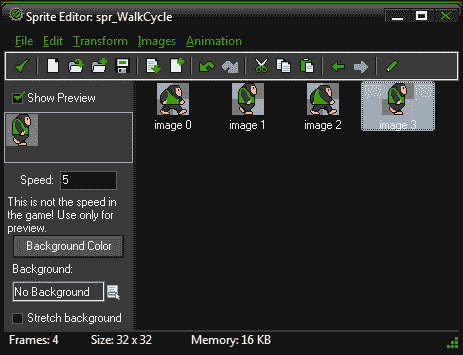 Sprite Editor: spr_WalkCycle
File Edit Transform Images Animation
Show Preview
image 0 image 1 image 2 image 3
Speed: 5
This is not the speed in
the game! Use only for
preview.
Background Color
Background:
No Background
Stretch background
Frames: 4 Size: 32 x 32 Memory: 16 KB